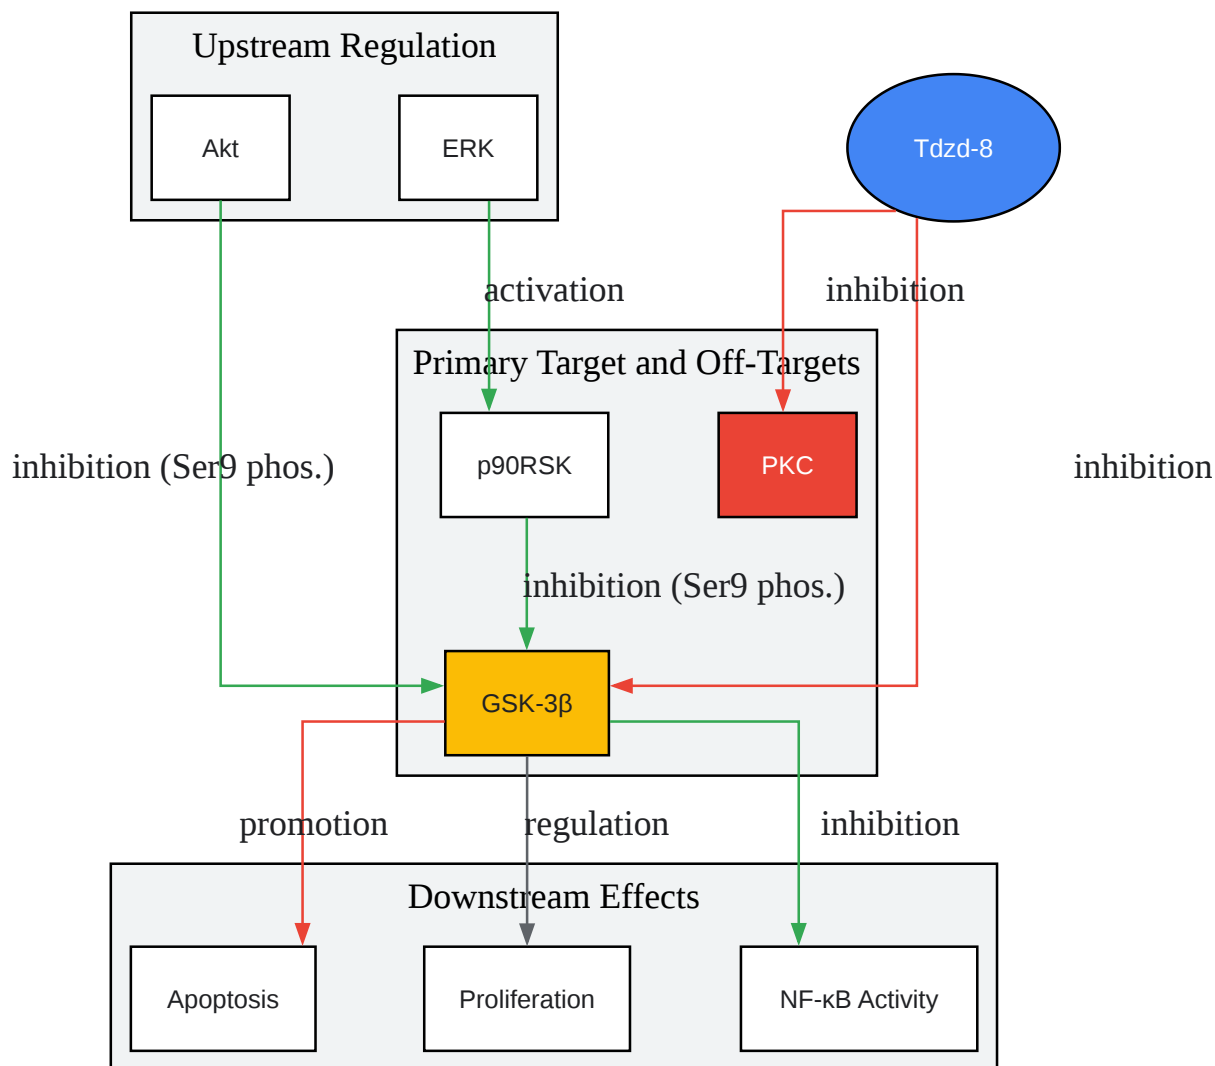 Upstream Regulation
Akt
ERK
Tdzd-8
activation
inhibition
Primary Target and Off-Targets
inhibition (Ser9 phos.)
p90RSK
PKC
inhibition
inhibition (Ser9 phos.)
GSK-3β
promotion
regulation
inhibition
Downstream Effects
Apoptosis
Proliferation
NF-κB Activity